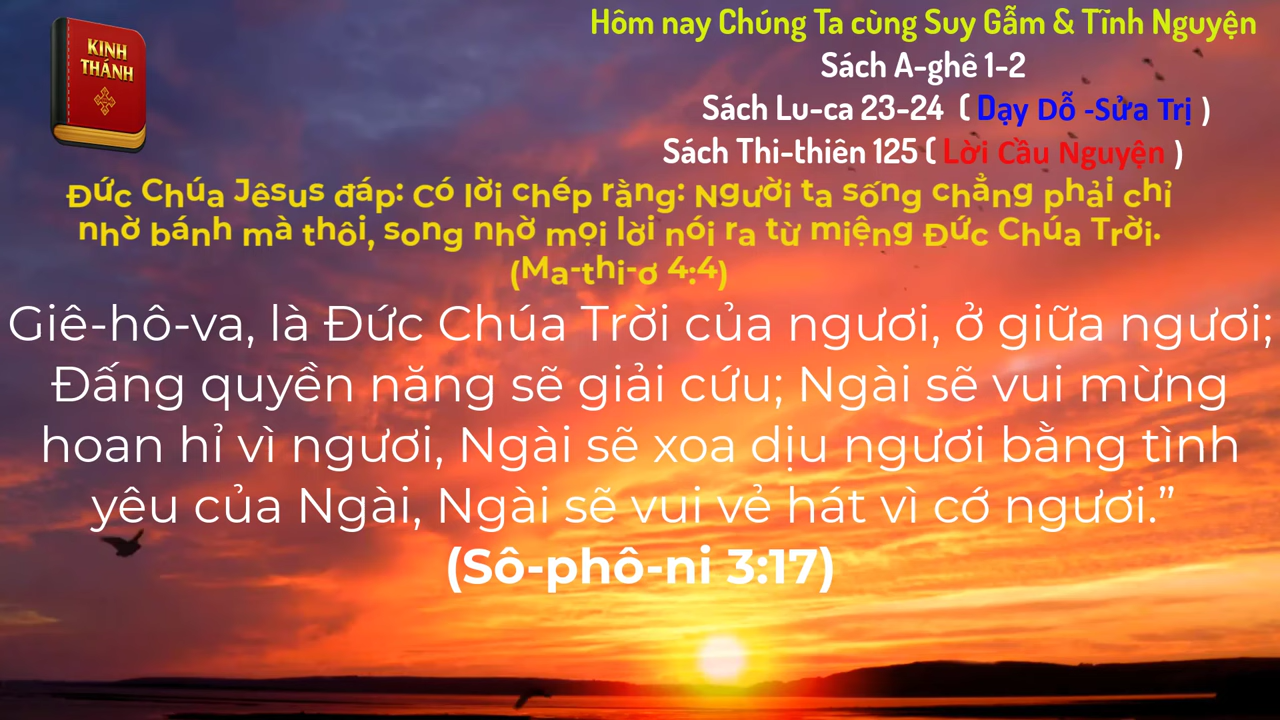 KINH
THÁNH
Hôm nay Chúng Ta cùng Suy Gẫm & Tĩnh Nguyện
Sách A-ghê 1-2
Sách Lu-ca 23-24 ( Dạy Dỗ -Sửa Trị )
Sách Thi-thiên 125 ( Lời Cầu Nguyện )
Đức Chúa Jêsus đáp: Có lời chép rằng: Người ta sống chẳng phải chỉ
nhờ bánh mà thôi, song nhờ mọi lời nói ra từ miệng Đức Chúa Trời.
(Ma-thi-ơ 4:4)
Giê-hô-va, là Đức Chúa Trời của ngươi, ở giữa ngươi;
Đấng quyền năng sẽ giải cứu; Ngài sẽ vui mừng
hoan hỉ vì ngươi, Ngài sẽ xoa dịu ngươi bằng tình
yêu của Ngài, Ngài sẽ vui vẻ hát vì cớ ngươi.”
(Sô-phô-ni 3:17)